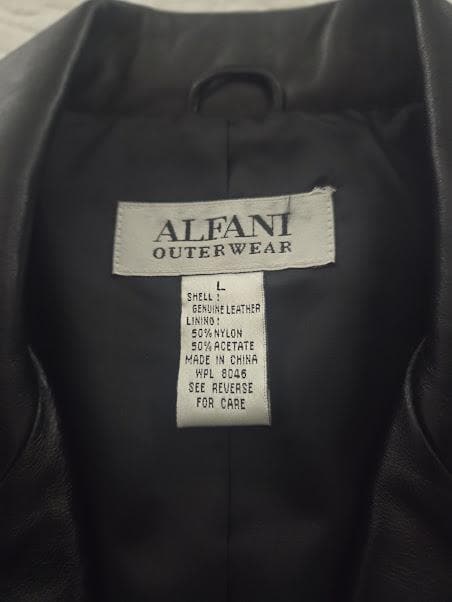 ALFANI
OUTERWEAR
L
SHELL:
GENUINE LEATHER
LINING:
50% NYLON
50% ACETATE
MADE IN CHINA
WPL 8046
SEE REVERSE
FOR CARE